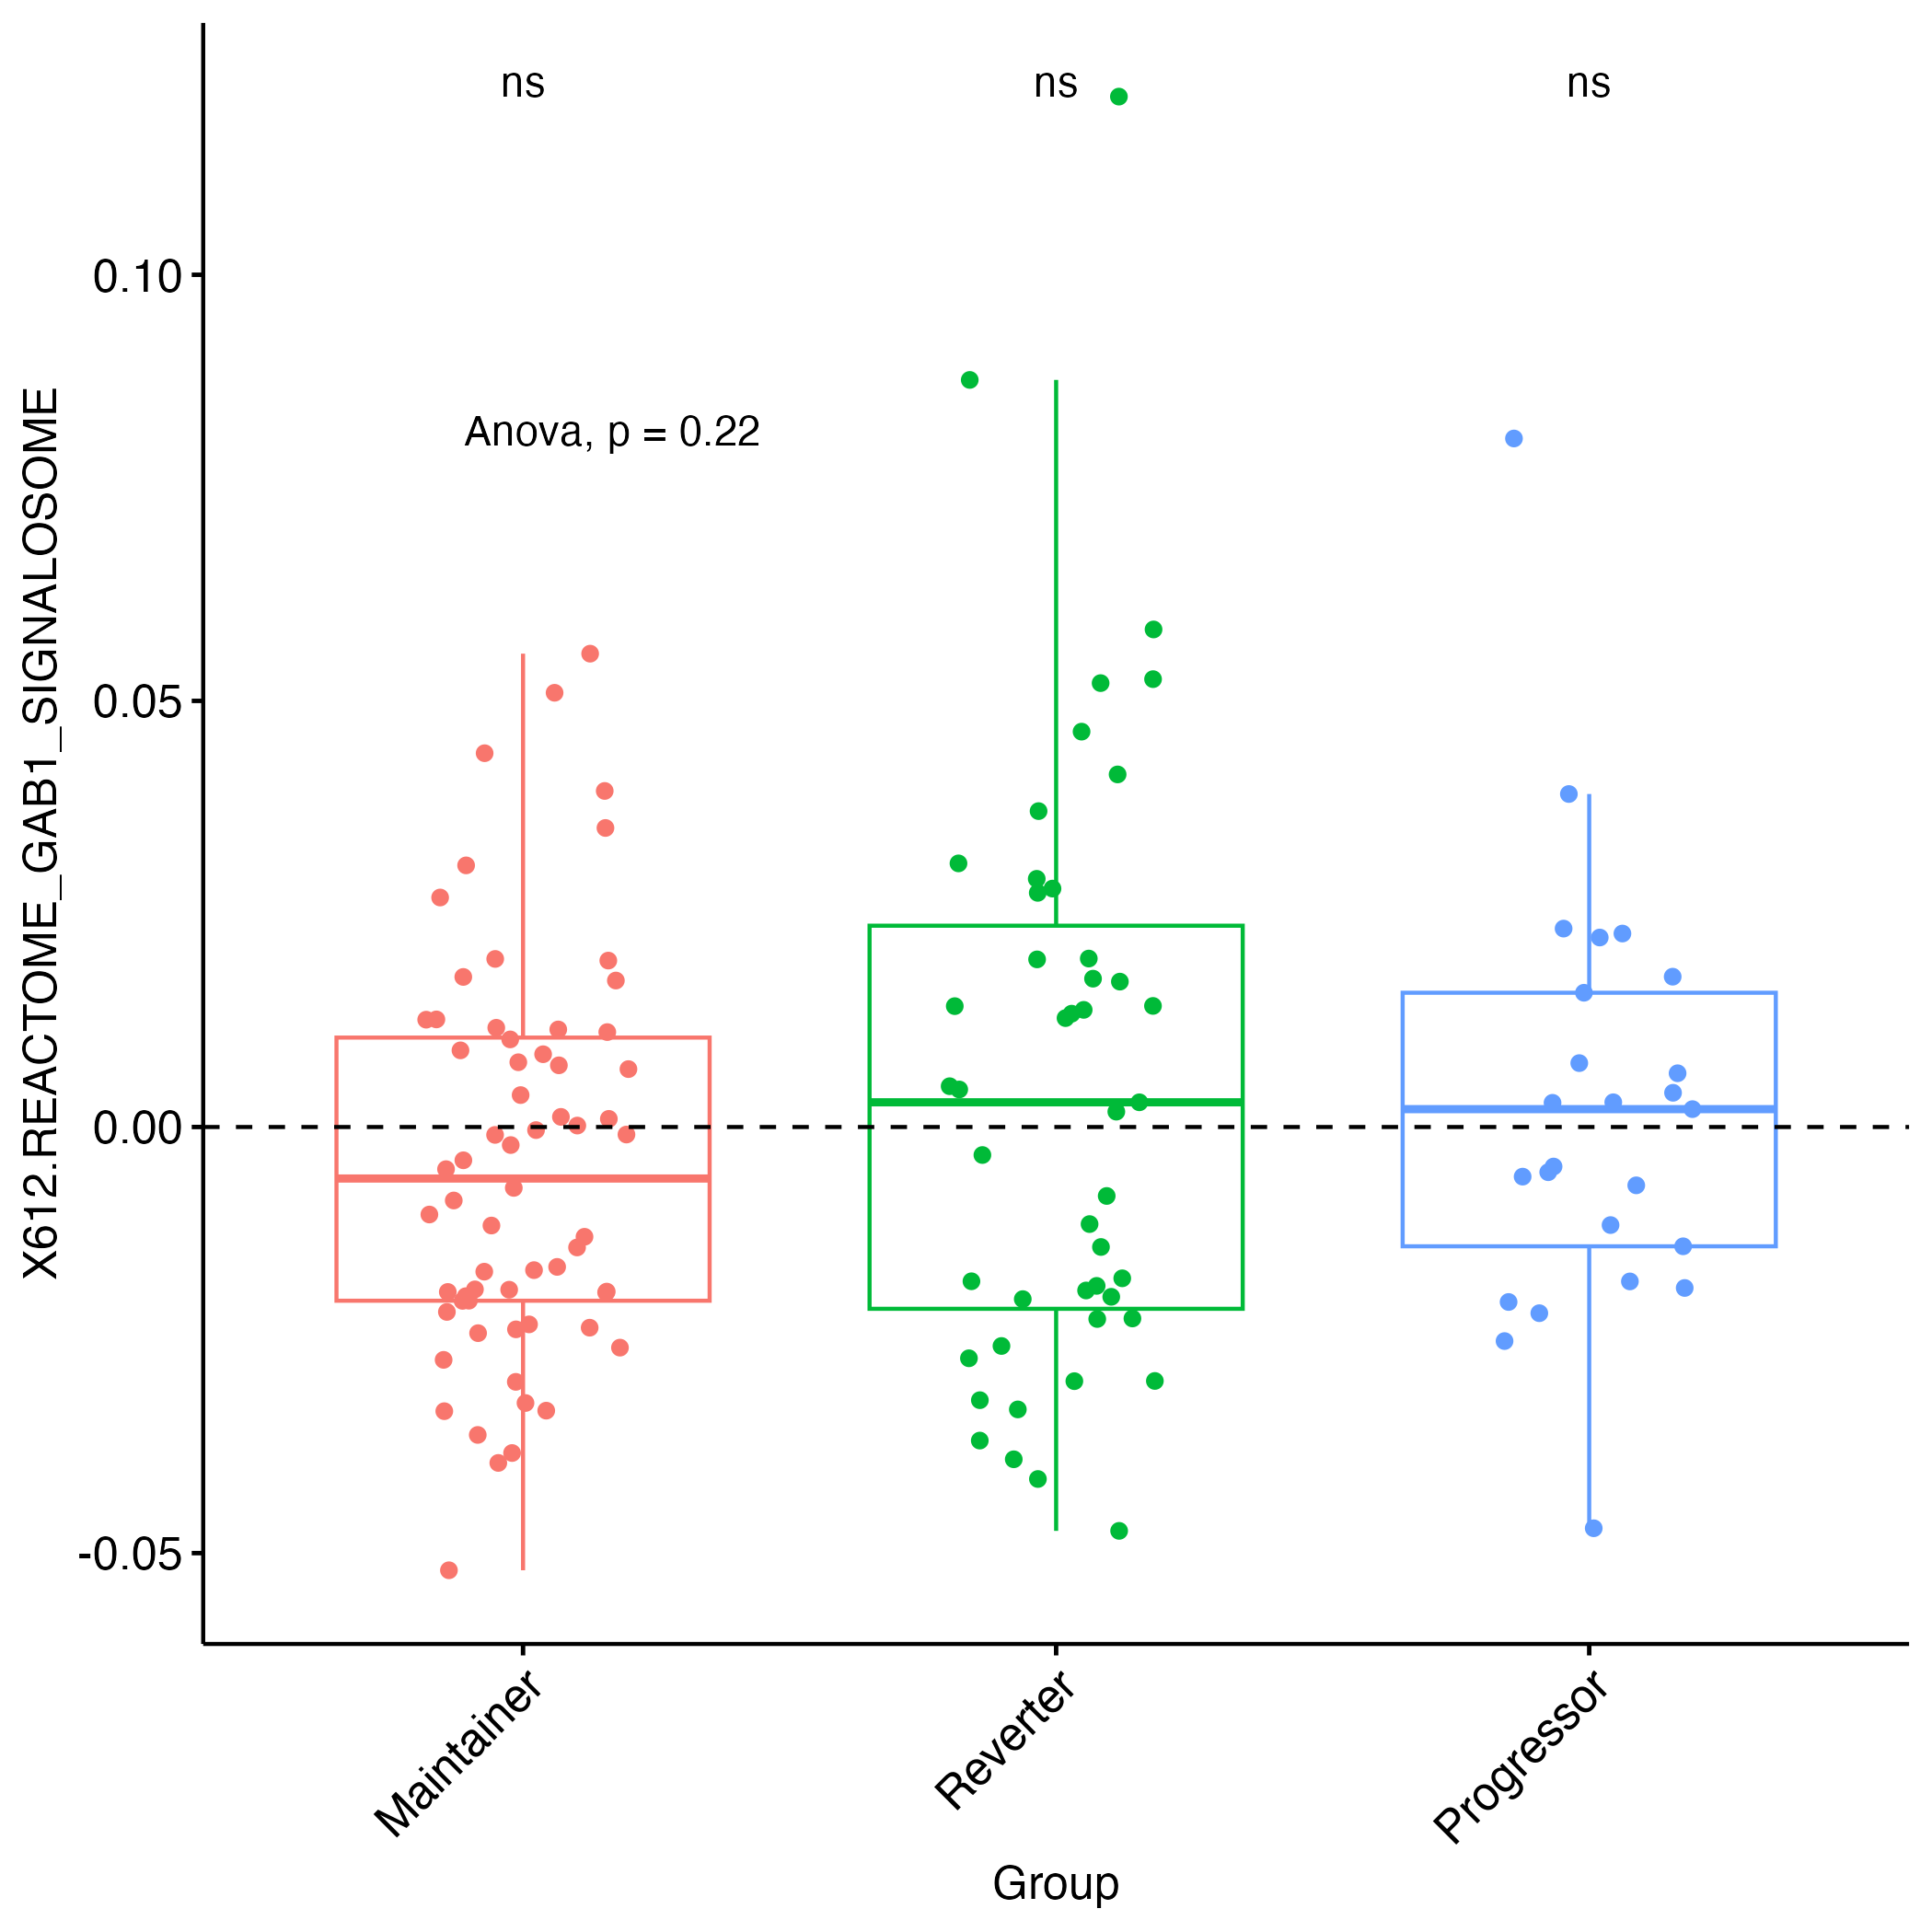 ns ns ns
0.10
Anova, p = 0.22
0.05
0.00
-0.05
X612.REACTOME_GAB1_SIGNALOSOME
Maintainer Reverter Progressor
Group